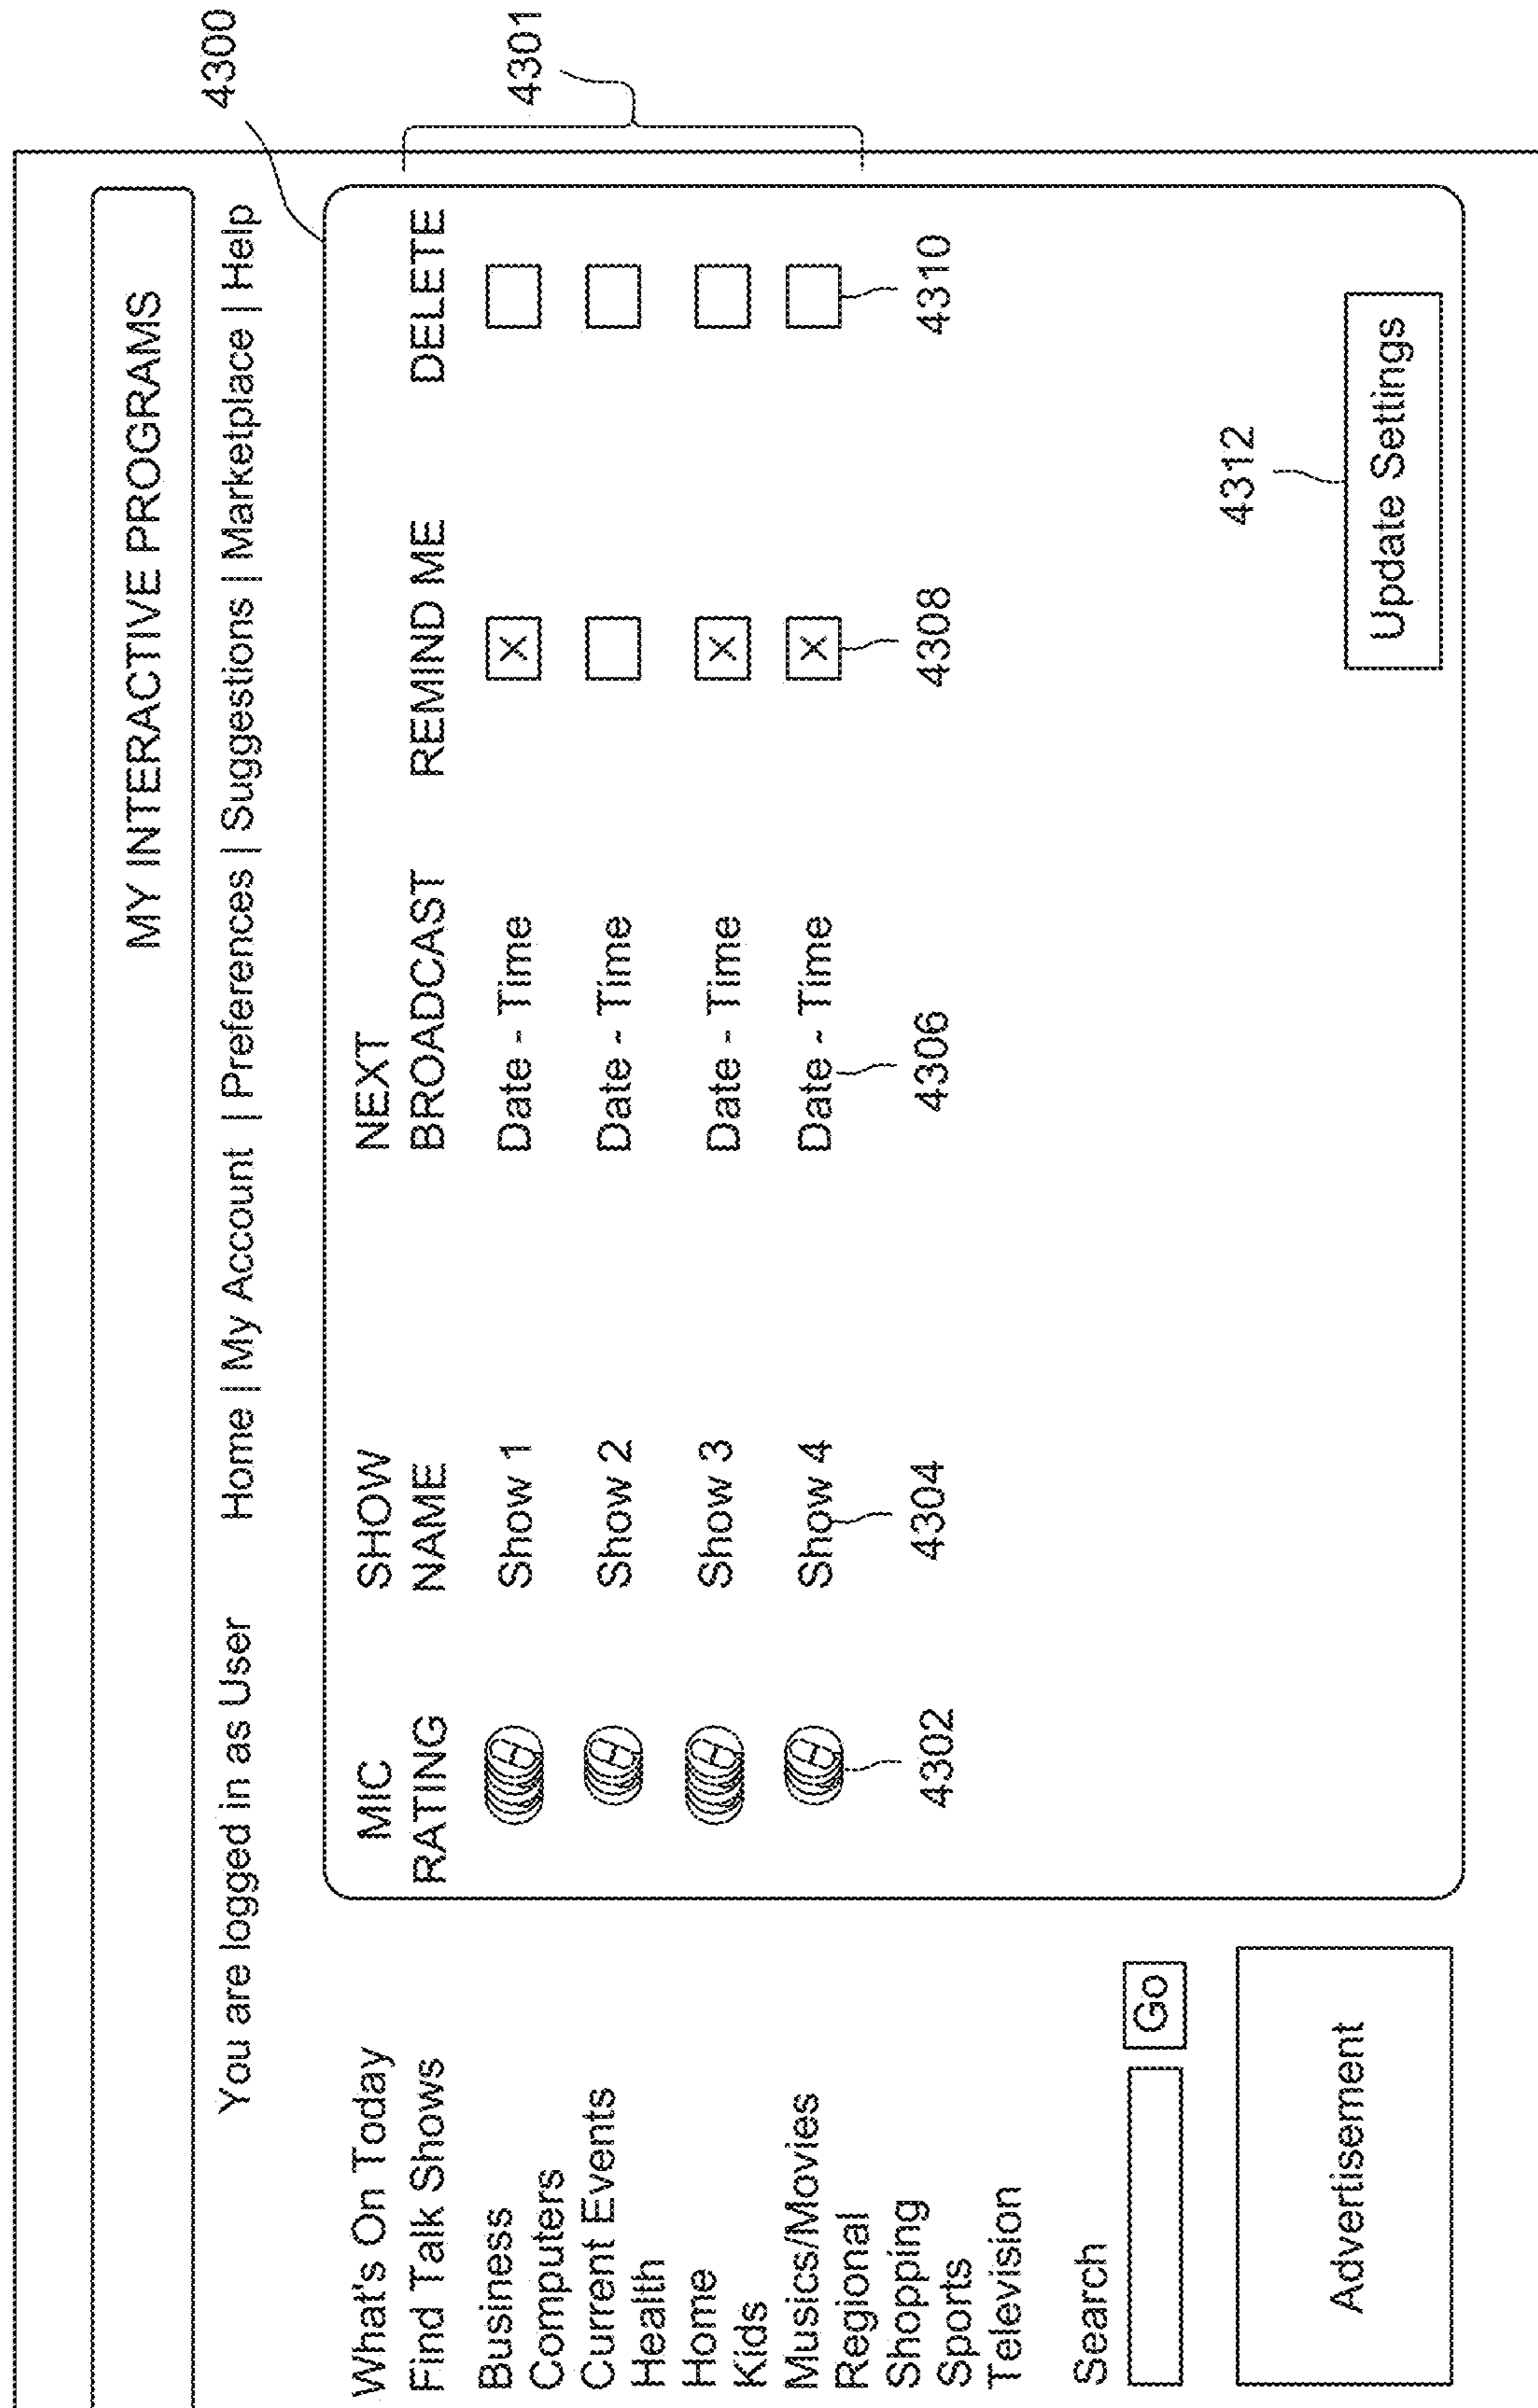 MY INTERACTIVE PROGRAMS
You are logged in as User Home | My Account | Preferences | Suggestions | Marketplace | Help
4300
What's On Today
Find Talk Shows
Business
Computers
Current Events
Health
Home
Kids
Musics/Movies
Regional
Shopping
Sports
Television
Search
Go
Advertisement
MIC RATING SHOW NAME NEXT BROADCAST REMIND ME DELETE
Show 1 Date - Time X
Show 2 Date - Time
Show 3 Date - Time X
Show 4 Date - Time X
4302 4304 4306 4308 4310
4301
4312
Update Settings